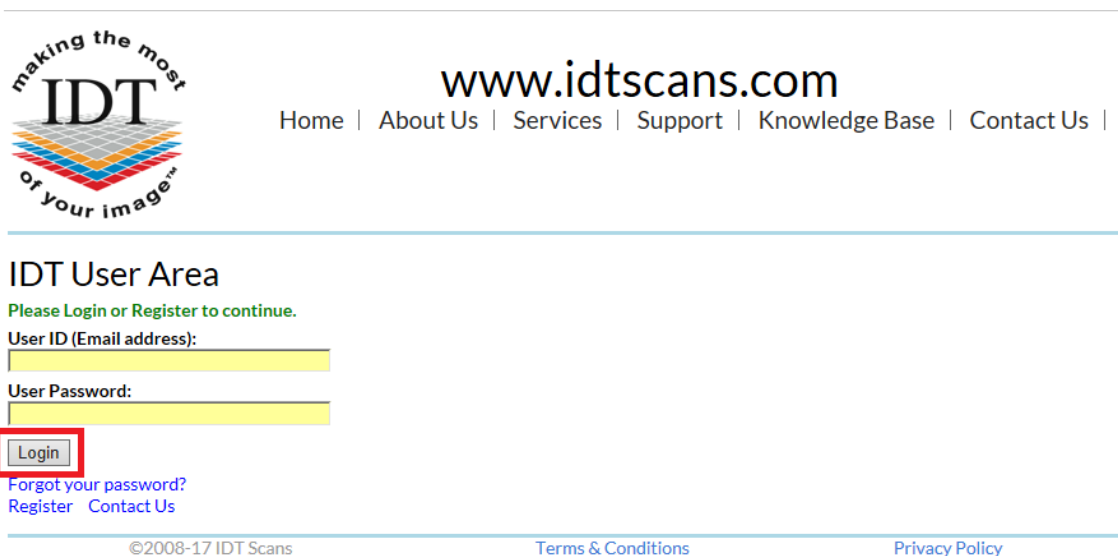 making the most
IDT
of your image™
www.idtscans.com
Home | About Us | Services | Support | Knowledge Base | Contact Us |
IDT User Area
Please Login or Register to continue.
User ID (Email address):
User Password:
Login
Forgot your password?
Register Contact Us
©2008-17 IDT Scans Terms & Conditions Privacy Policy